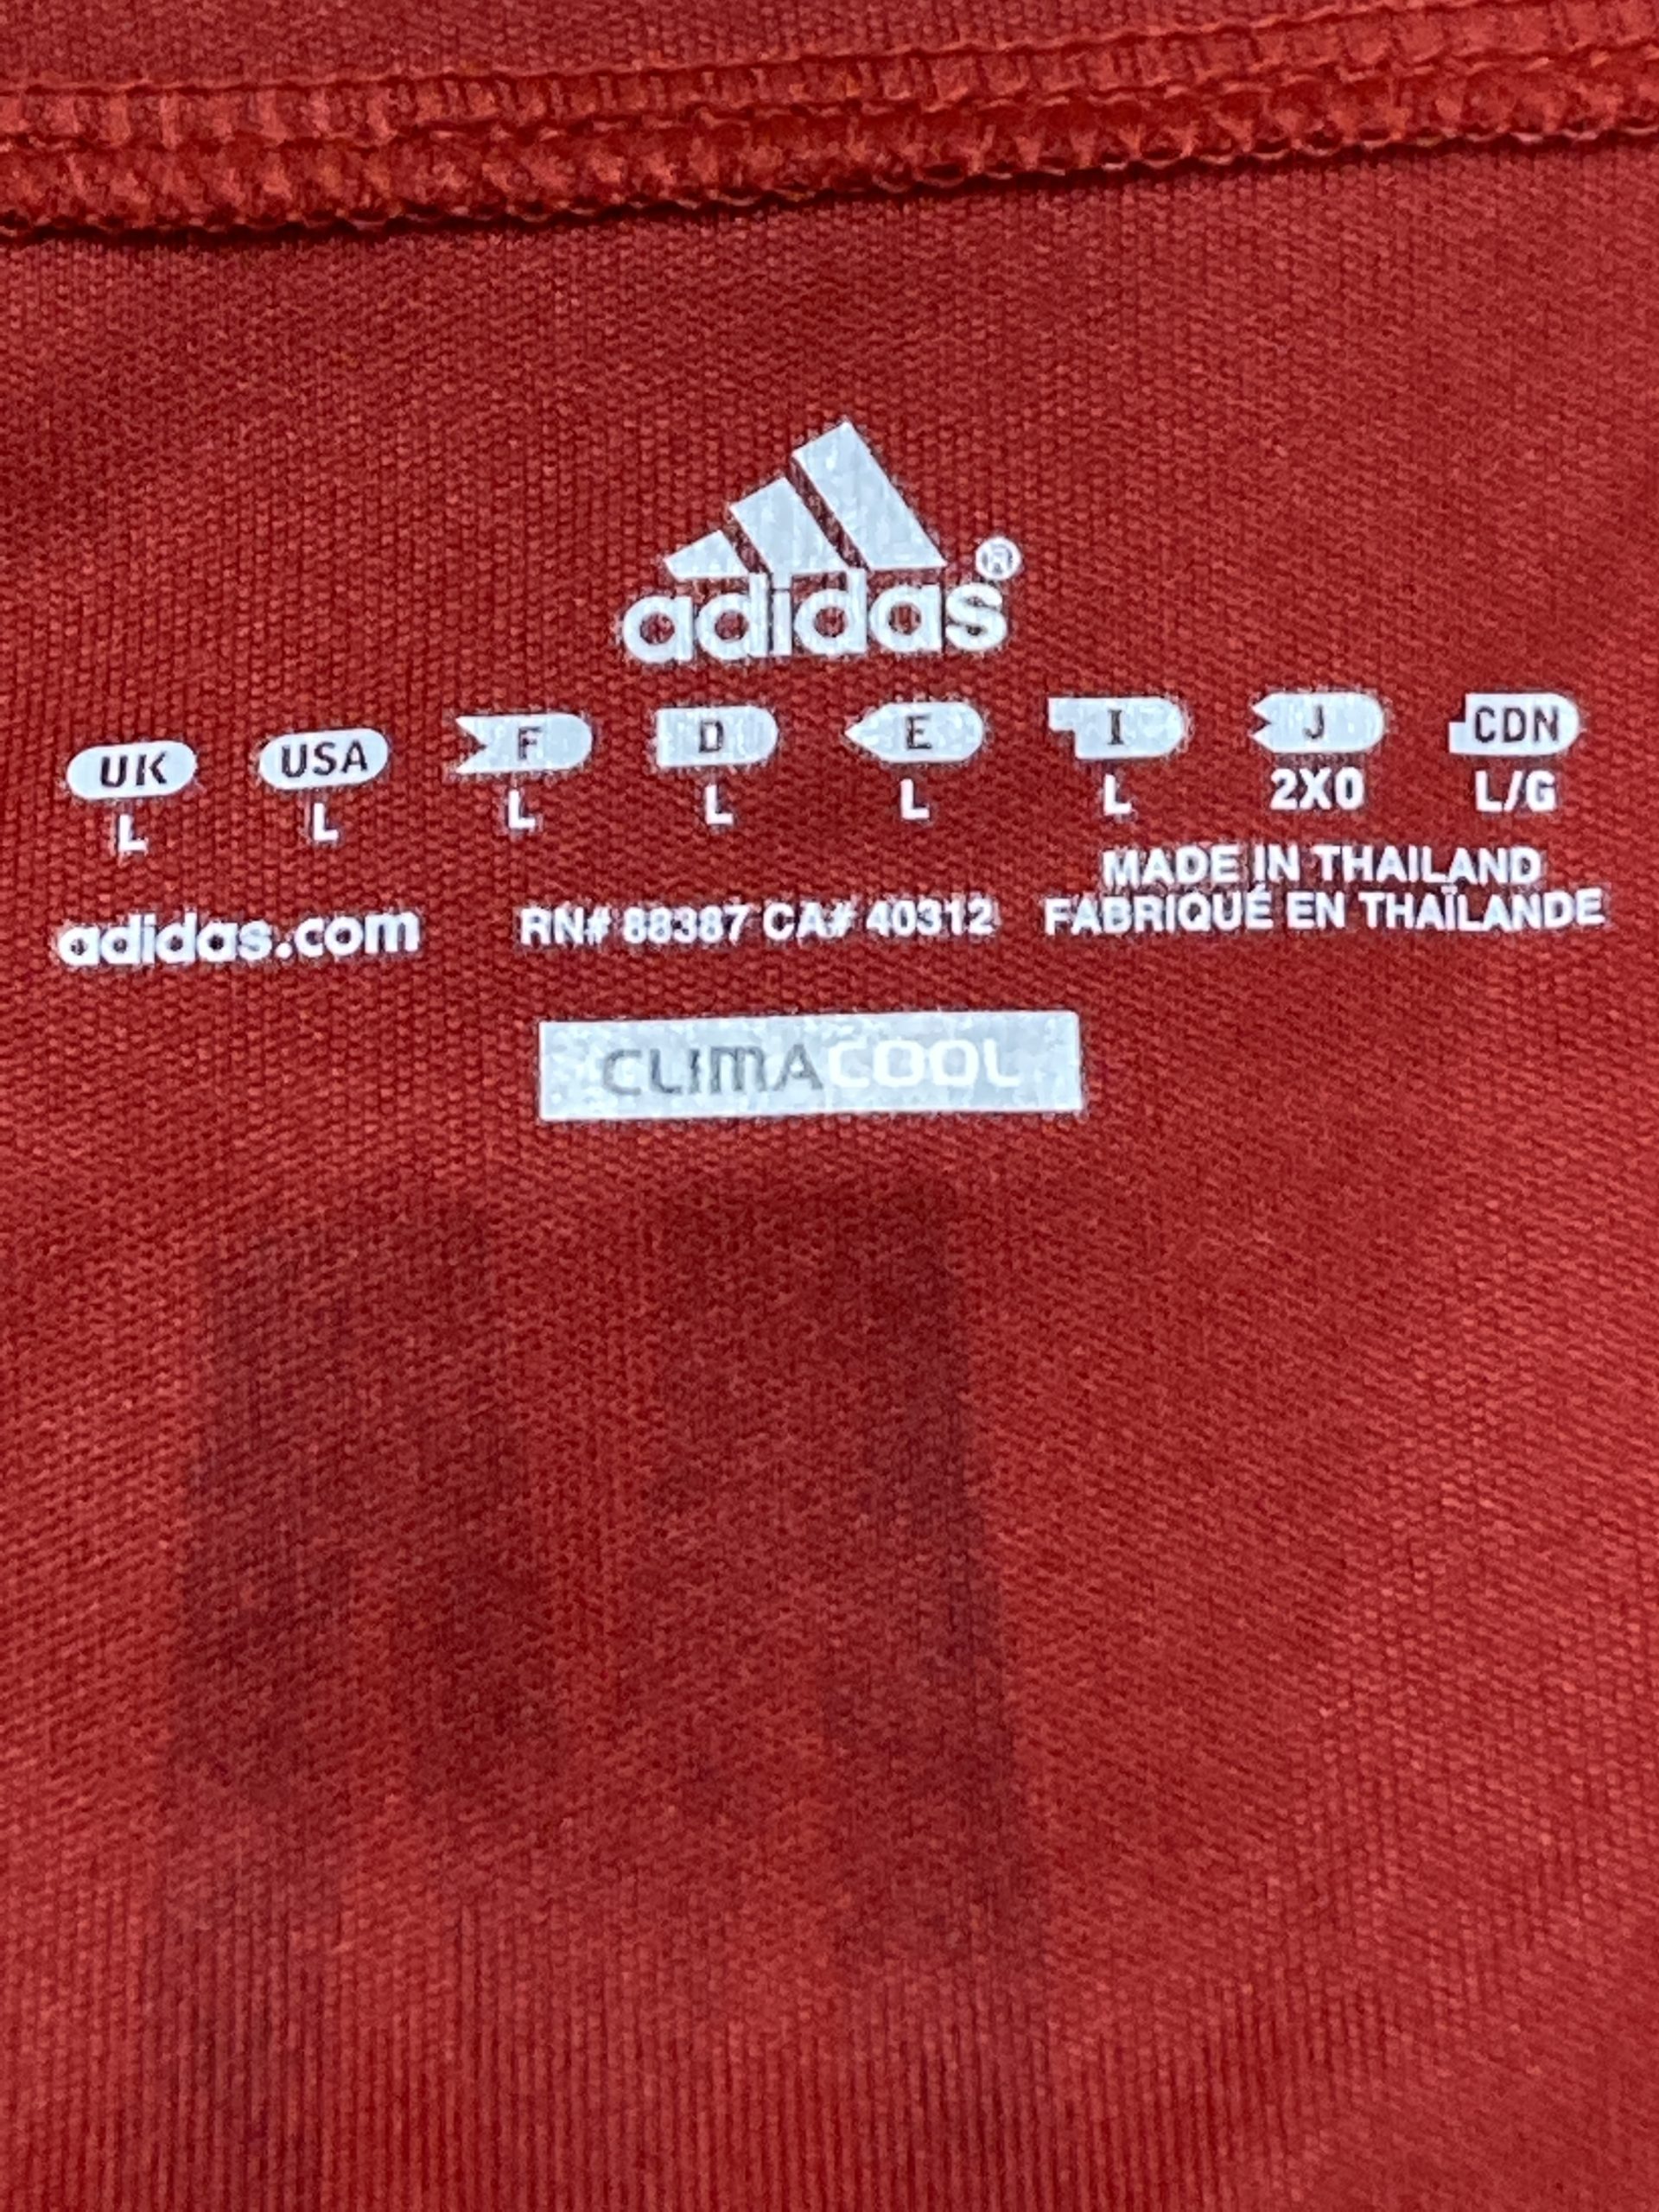 adidas®
UK USA F D E I J CDN
L L L L L L 2XO L/G
adidas.com RN# 88387 CA# 40312
MADE IN THAILAND
FABRIQUÉ EN THAÏLANDE
CLIMACOOL